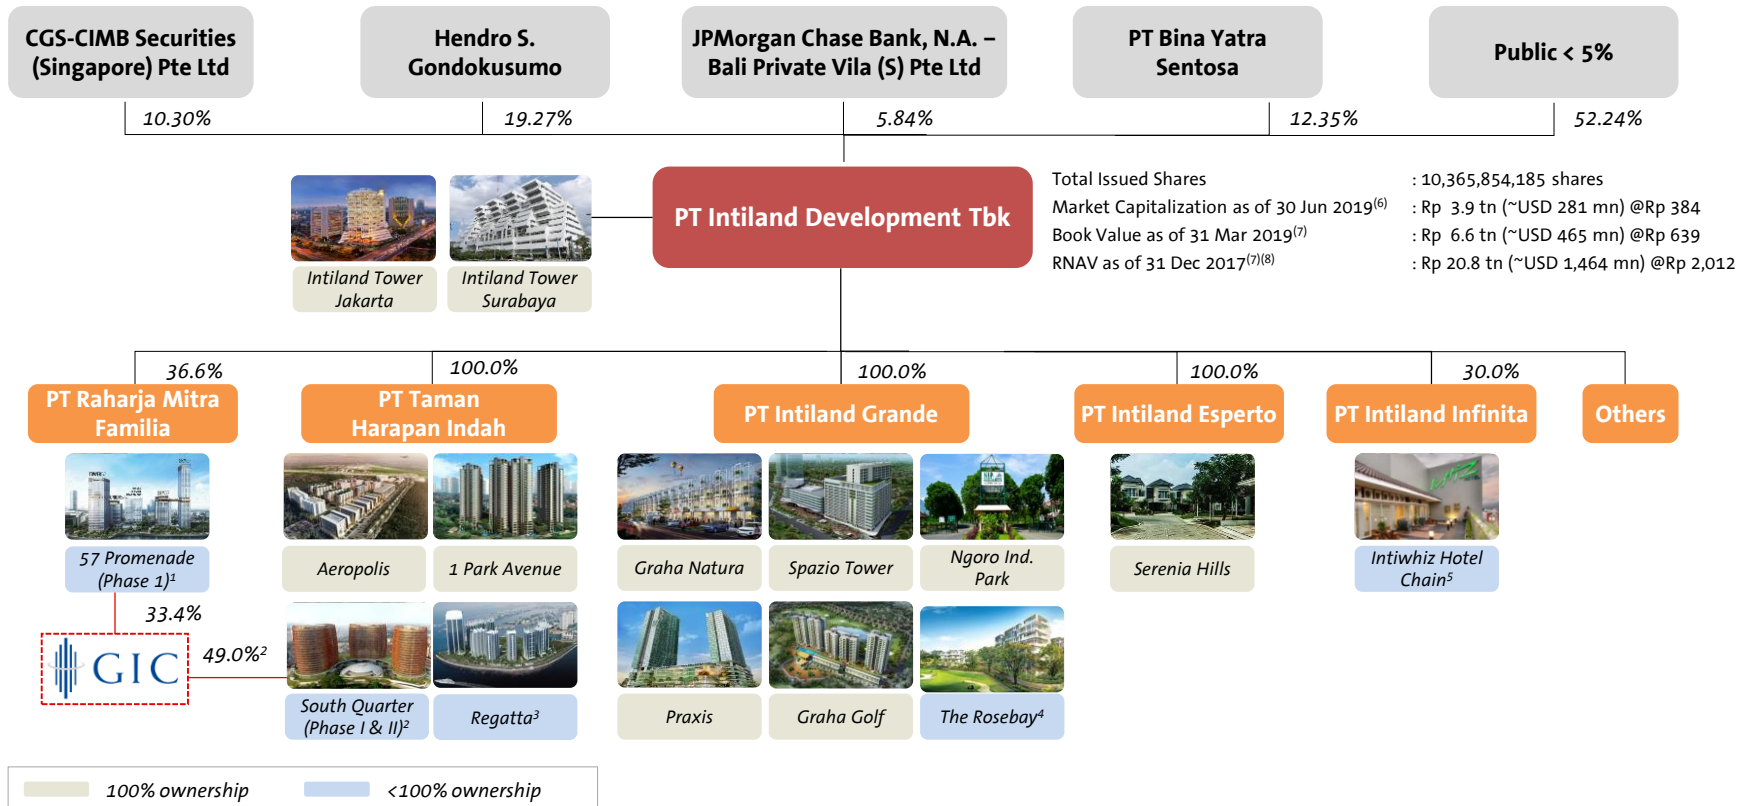 CGS-CIMB Securities
(Singapore) Pte Ltd
Hendro S.
Gondokusumo
JPMorgan Chase Bank, N.A. –
Bali Private Vila (S) Pte Ltd
PT Bina Yatra
Sentosa
Public < 5%
10.30%
19.27%
5.84%
12.35%
52.24%
PT Intiland Development Tbk
Total Issued Shares : 10,365,854,185 shares
Market Capitalization as of 30 Jun 2019(6) : Rp 3.9 tn (~USD 281 mn) @Rp 384
Book Value as of 31 Mar 2019(7) : Rp 6.6 tn (~USD 465 mn) @Rp 639
RNAV as of 31 Dec 2017(7)(8) : Rp 20.8 tn (~USD 1,464 mn) @Rp 2,012
Intiland Tower
Jakarta
Intiland Tower
Surabaya
36.6%
100.0%
100.0%
100.0%
30.0%
PT Raharja Mitra
Familia
PT Taman
Harapan Indah
PT Intiland Grande
PT Intiland Esperto
PT Intiland Infinita
Others
57 Promenade
(Phase 1)1
Aeropolis
1 Park Avenue
Graha Natura
Spazio Tower
Ngoro Ind.
Park
Serenia Hills
Intiwhiz Hotel
Chain5
33.4%
GIC
49.0%2
South Quarter
(Phase I & II)2
Regatta3
Praxis
Graha Golf
The Rosebay4
100% ownership
<100% ownership